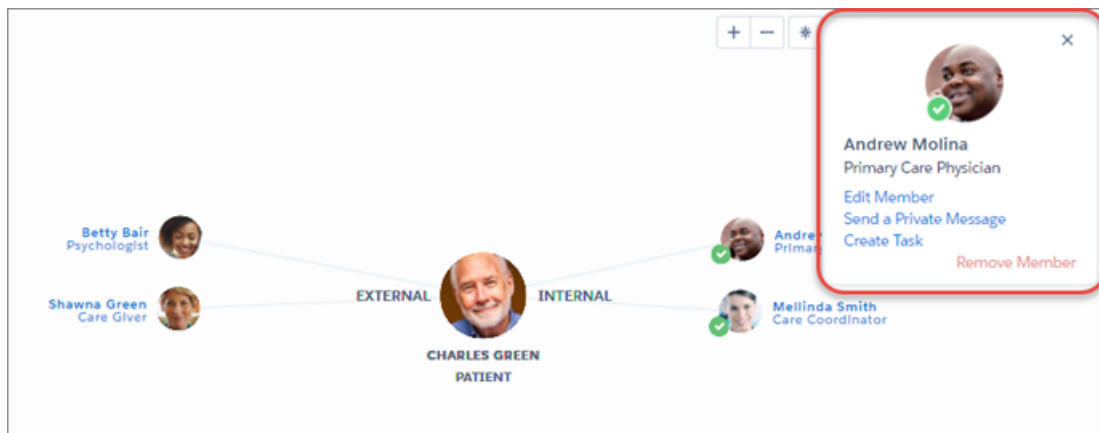 + −
×
Andrew Molina
Primary Care Physician
Edit Member
Send a Private Message
Create Task
Remove Member
Betty Bair
Psychologist
Shawna Green
Care Giver
EXTERNAL
INTERNAL
CHARLES GREEN
PATIENT
Mellinda Smith
Care Coordinator